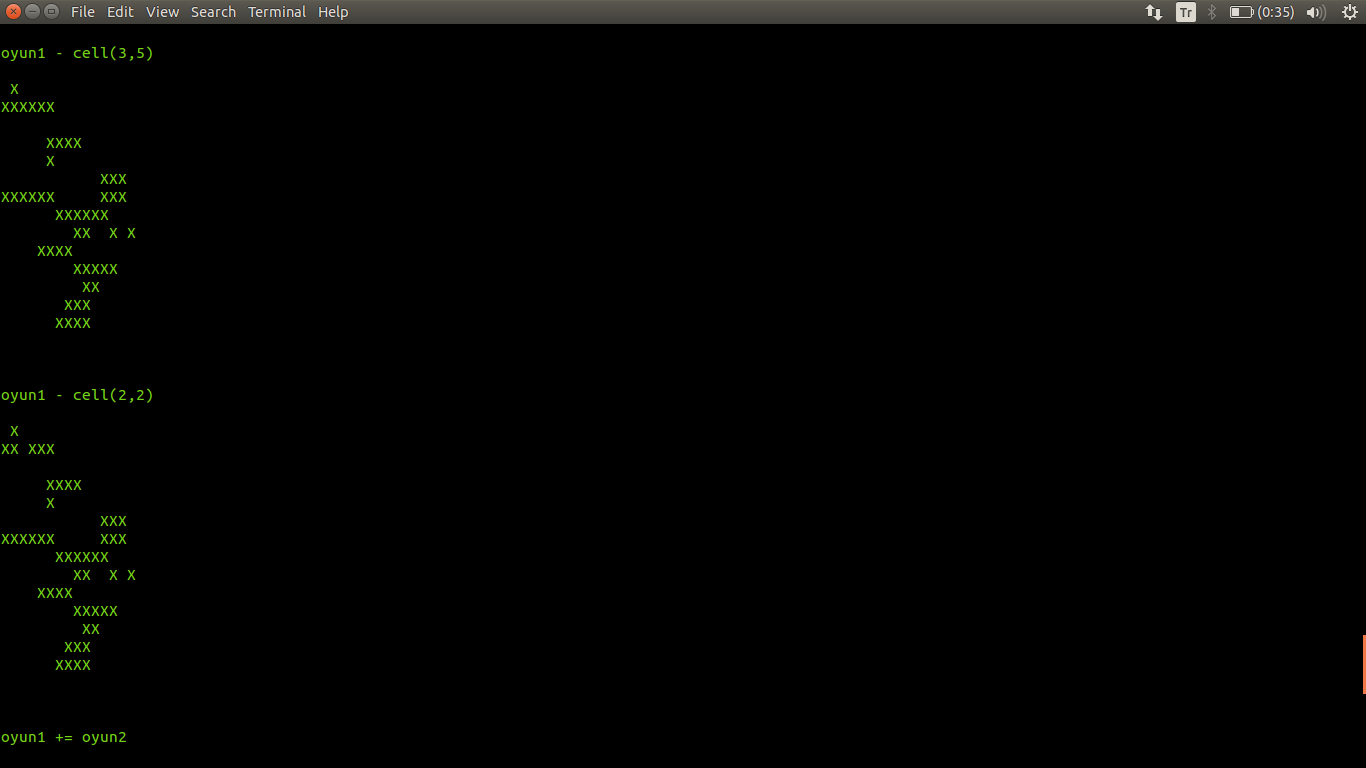 File Edit View Search Terminal Help Tr (0:35)
oyun1 - cell(3,5)
 X
XXXXXX
     XXXX
     X
           XXX
XXXXXX     XXX
      XXXXXX
        XX  X X
    XXXX
        XXXXX
         XX
       XXX
      XXXX
oyun1 - cell(2,2)
 X
XX XXX
     XXXX
     X
           XXX
XXXXXX     XXX
      XXXXXX
        XX  X X
    XXXX
        XXXXX
         XX
       XXX
      XXXX
oyun1 += oyun2